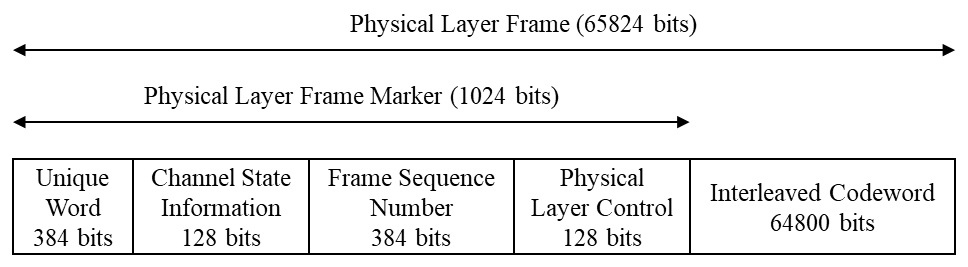 Physical Layer Frame (65824 bits)
Physical Layer Frame Marker (1024 bits)
Unique
Word
384 bits
Channel State
Information
128 bits
Frame Sequence
Number
384 bits
Physical
Layer Control
128 bits
Interleaved Codeword
64800 bits